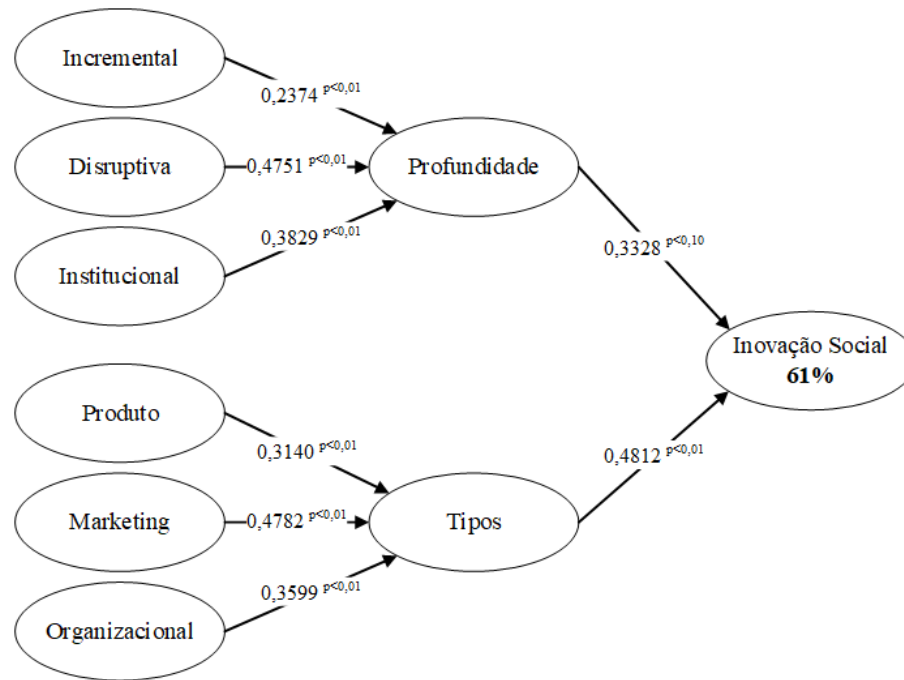 Incremental
0,2374 p<0,01
Disruptiva
0,4751 p<0,01
Profundidade
0,3829 p<0,01
Institucional
0,3328 p<0,10
Inovação Social
61%
Produto
0,3140 p<0,01
0,4812 p<0,01
Marketing
0,4782 p<0,01
Tipos
0,3599 p<0,01
Organizacional